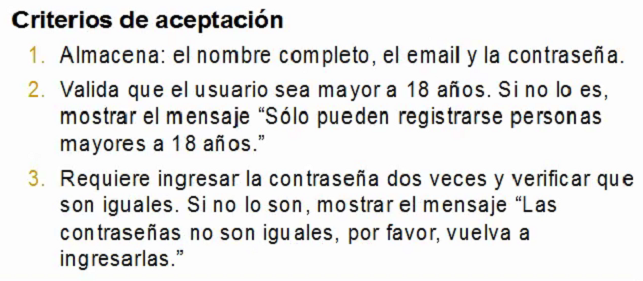 Criterios de aceptación
1. Almacena: el nombre completo, el email y la contraseña.
2. Valida que el usuario sea mayor a 18 años. Si no lo es,
mostrar el mensaje “Sólo pueden registrarse personas
mayores a 18 años.”
3. Requiere ingresar la contraseña dos veces y verificar que
son iguales. Si no lo son, mostrar el mensaje “Las
contraseñas no son iguales, por favor, vuelva a
ingresarlas.”